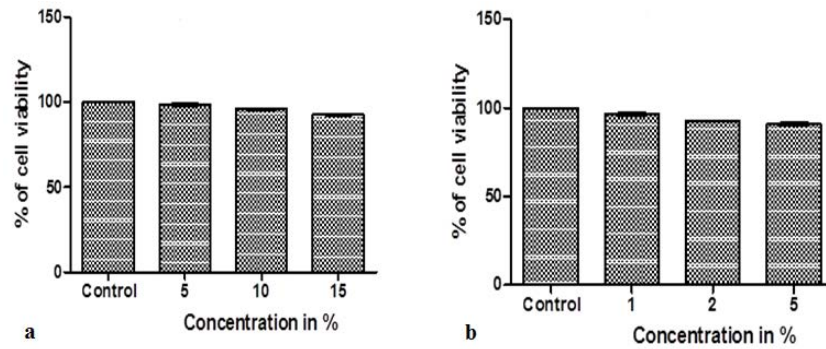 150
100
50
0
% of cell viability
Control 5 10 15
Concentration in %
a
150
100
50
0
% of cell viability
Control 1 2 5
Concentration in %
b